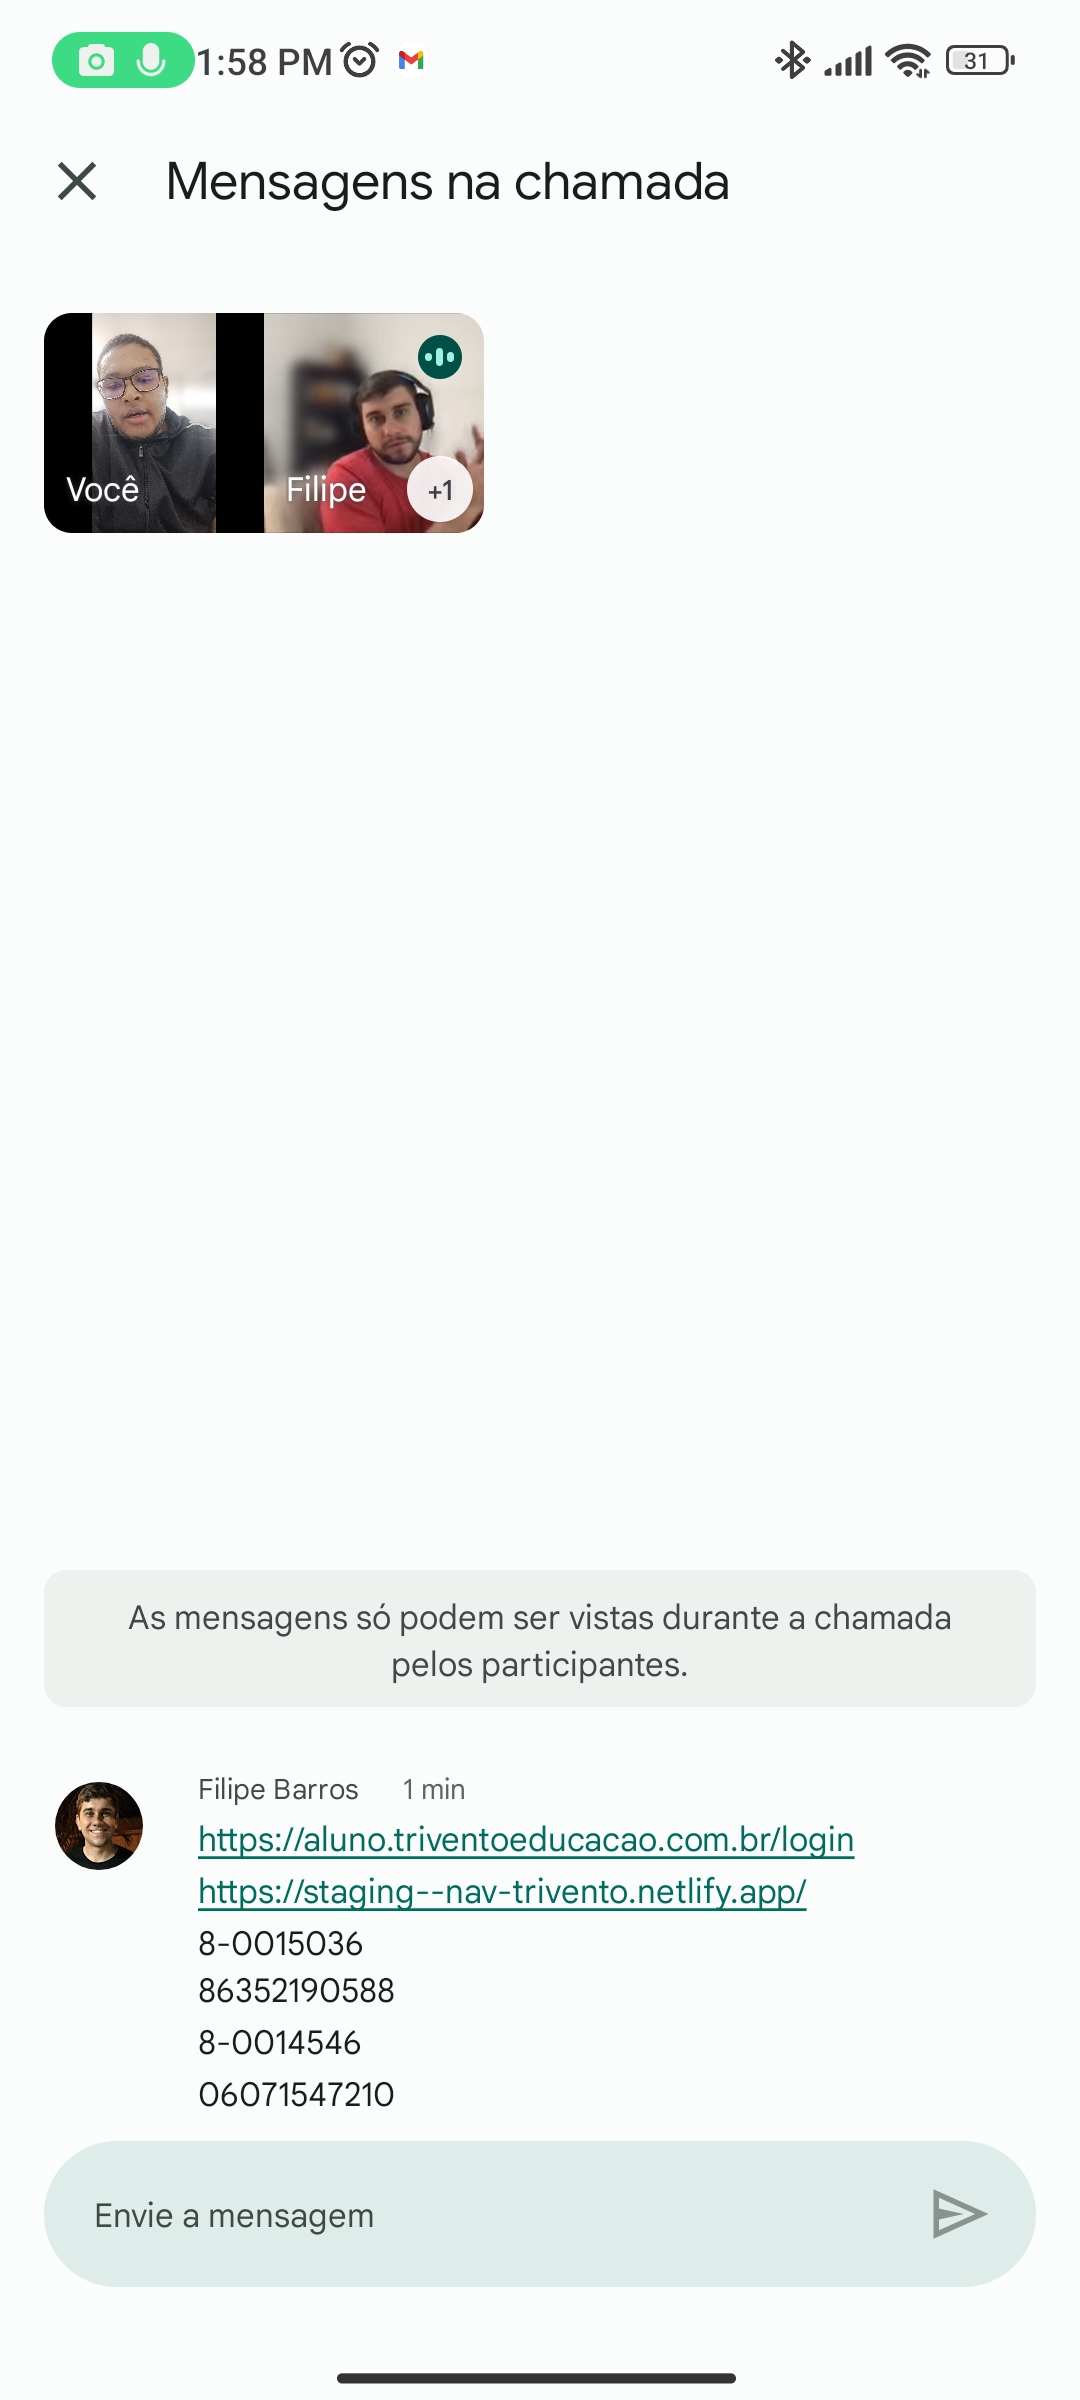 1:58 PM
31
Mensagens na chamada
Você
Filipe
+1
As mensagens só podem ser vistas durante a chamada
pelos participantes.
Filipe Barros 1 min
https://aluno.triventoeducacao.com.br/login
https://staging--nav-trivento.netlify.app/
8-0015036
86352190588
8-0014546
06071547210
Envie a mensagem